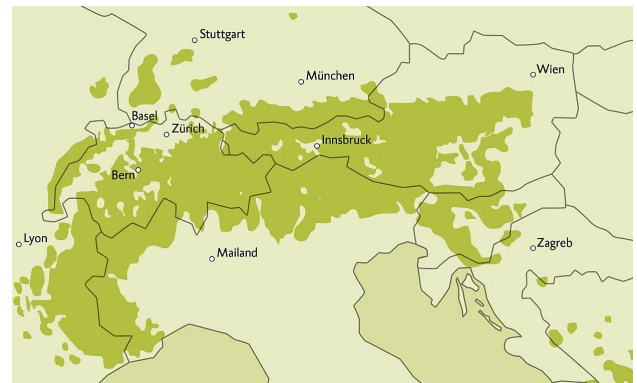 Stuttgart
München
Wien
Basel
Zürich
Innsbruck
Bern
Lyon
Mailand
Zagreb